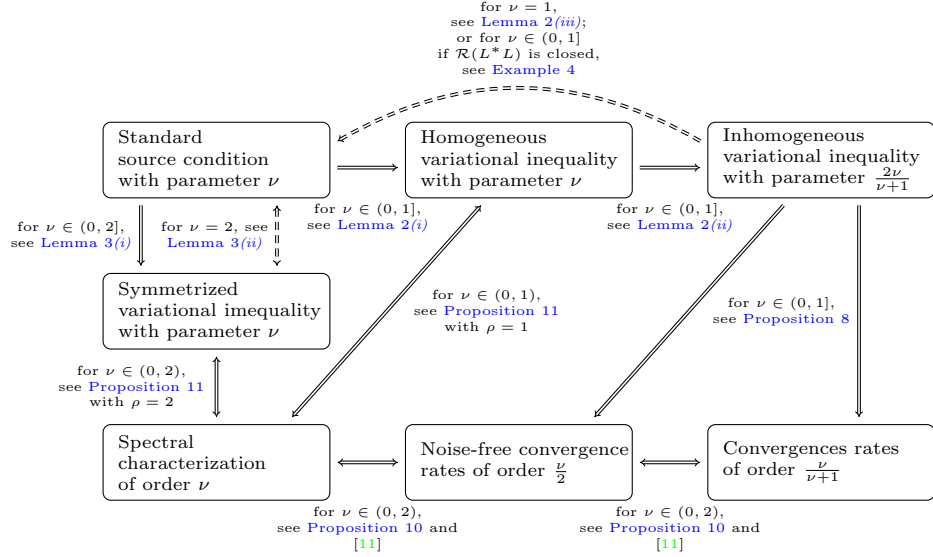 for ν = 1,
see Lemma 2(iii);
or for ν ∈ (0, 1]
if R(L*L) is closed,
see Example 4
Standard
source condition
with parameter ν
Homogeneous
variational inequality
with parameter ν
Inhomogeneous
variational inequality
with parameter 2ν/(ν+1)
for ν ∈ (0, 2],
see Lemma 3(i)
for ν = 2, see
Lemma 3(ii)
for ν ∈ (0, 1],
see Lemma 2(i)
for ν ∈ (0, 1],
see Lemma 2(ii)
Symmetrized
variational inequality
with parameter ν
for ν ∈ (0, 1),
see Proposition 11
with ρ = 1
for ν ∈ (0, 1],
see Proposition 8
for ν ∈ (0, 2),
see Proposition 11
with ρ = 2
Spectral
characterization
of order ν
Noise-free convergence
rates of order ν/2
Convergences rates
of order ν/(ν+1)
for ν ∈ (0, 2),
see Proposition 10 and
[11]
for ν ∈ (0, 2),
see Proposition 10 and
[11]